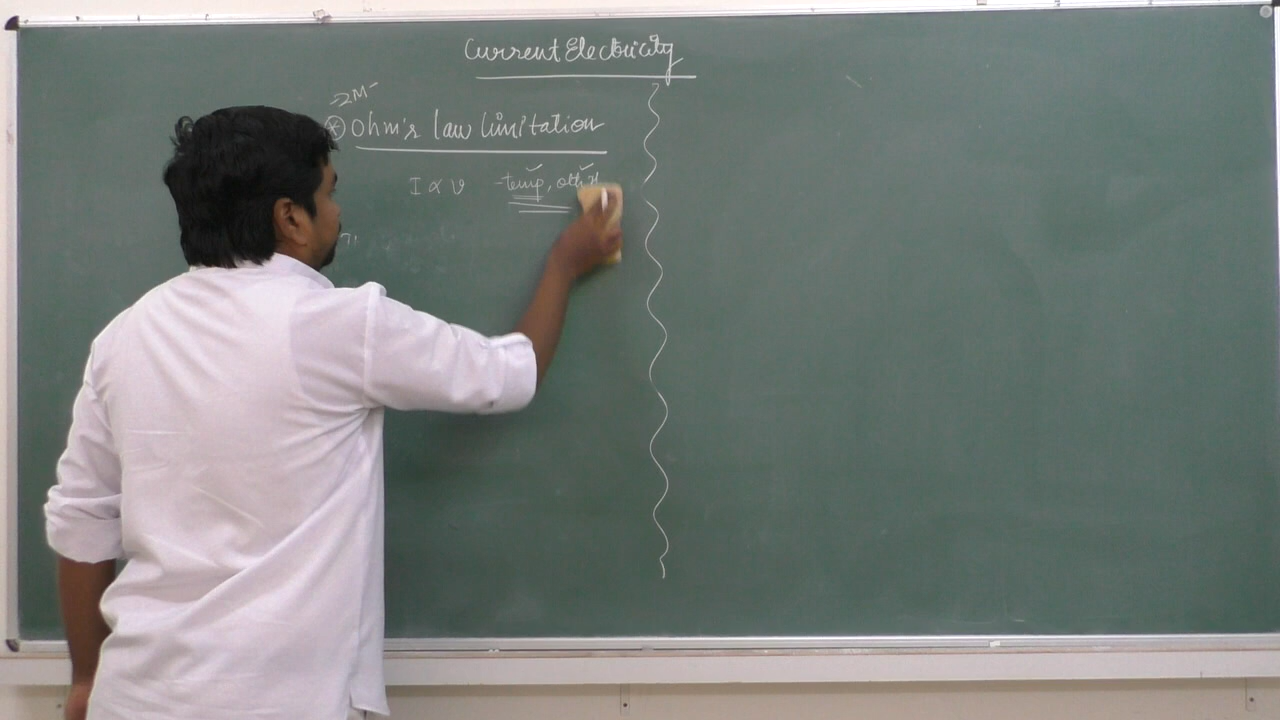 Current Electricity
-2M-
* Ohm's law limitation
I ∝ v -temp,